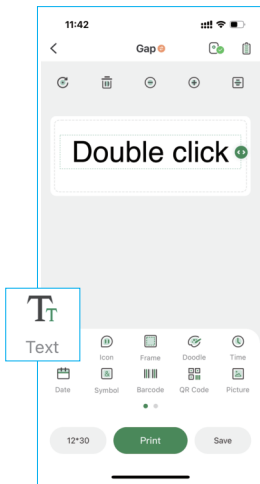 11:42
Gap
Double click
TT
Text
Icon
Frame
Doodle
Time
Date
Symbol
Barcode
QR Code
Picture
12*30
Print
Save